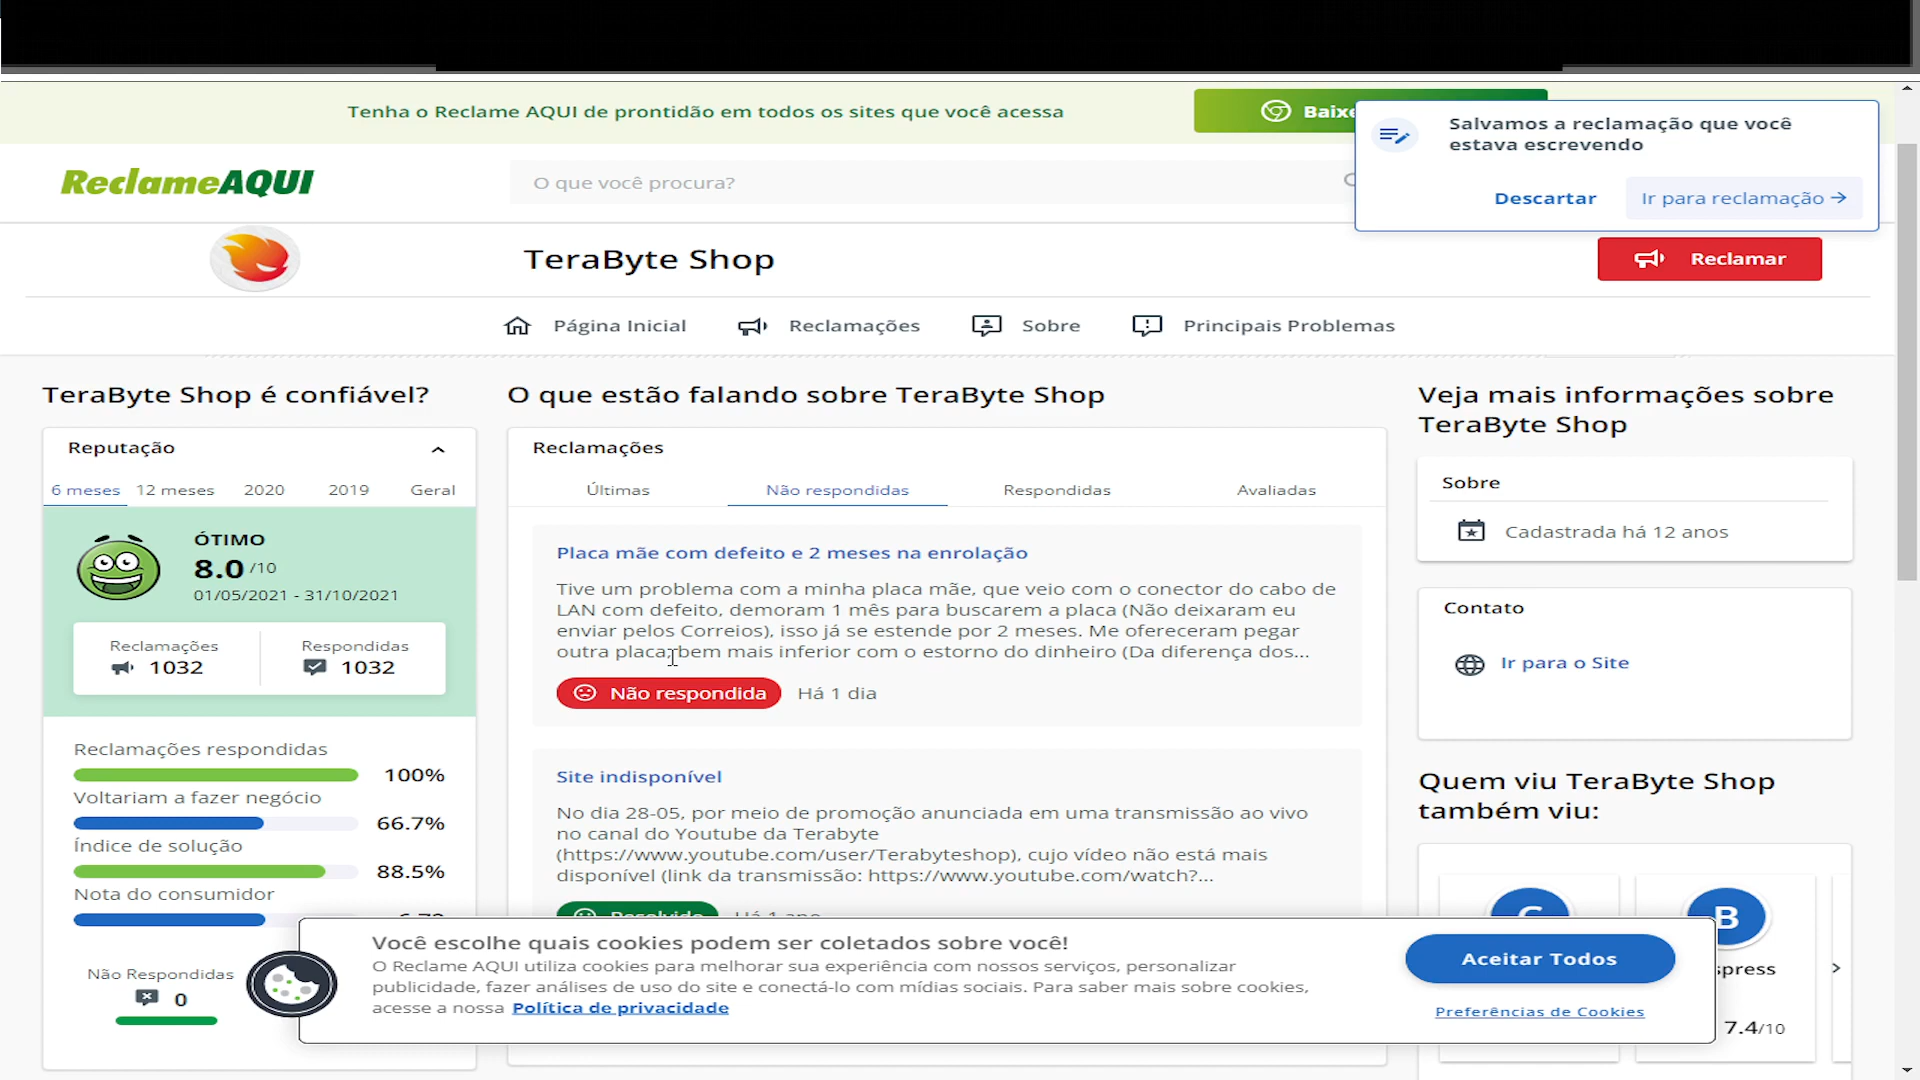 Tenha o Reclame AQUI de prontidão em todos os sites que você acessa
Salvamos a reclamação que você
estava escrevendo
Descartar
Ir para reclamação →
ReclameAQUI
O que você procura?
TeraByte Shop
Reclamar
Página Inicial
Reclamações
Sobre
Principais Problemas
TeraByte Shop é confiável?
Reputação
6 meses
12 meses
2020
2019
Geral
ÓTIMO
8.0 /10
01/05/2021 - 31/10/2021
Reclamações
1032
Respondidas
1032
Reclamações respondidas
100%
Voltariam a fazer negócio
66.7%
Índice de solução
88.5%
Nota do consumidor
Não Respondidas
0
O que estão falando sobre TeraByte Shop
Reclamações
Últimas
Não respondidas
Respondidas
Avaliadas
Placa mãe com defeito e 2 meses na enrolação
Tive um problema com a minha placa mãe, que veio com o conector do cabo de
LAN com defeito, demoram 1 mês para buscarem a placa (Não deixaram eu
enviar pelos Correios), isso já se estende por 2 meses. Me ofereceram pegar
outra placa, bem mais inferior com o estorno do dinheiro (Da diferença dos...
Não respondida
Há 1 dia
Site indisponível
No dia 28-05, por meio de promoção anunciada em uma transmissão ao vivo
no canal do Youtube da Terabyte
(https://www.youtube.com/user/Terabyteshop), cujo vídeo não está mais
disponível (link da transmissão: https://www.youtube.com/watch?...
Resolvido
Há 1 ano
Veja mais informações sobre
TeraByte Shop
Sobre
Cadastrada há 12 anos
Contato
Ir para o Site
Quem viu TeraByte Shop
também viu:
B
7.4/10
Você escolhe quais cookies podem ser coletados sobre você!
O Reclame AQUI utiliza cookies para melhorar sua experiência com nossos serviços, personalizar
publicidade, fazer análises de uso do site e conectá-lo com mídias sociais. Para saber mais sobre cookies,
acesse a nossa Política de privacidade
Aceitar Todos
Preferências de Cookies